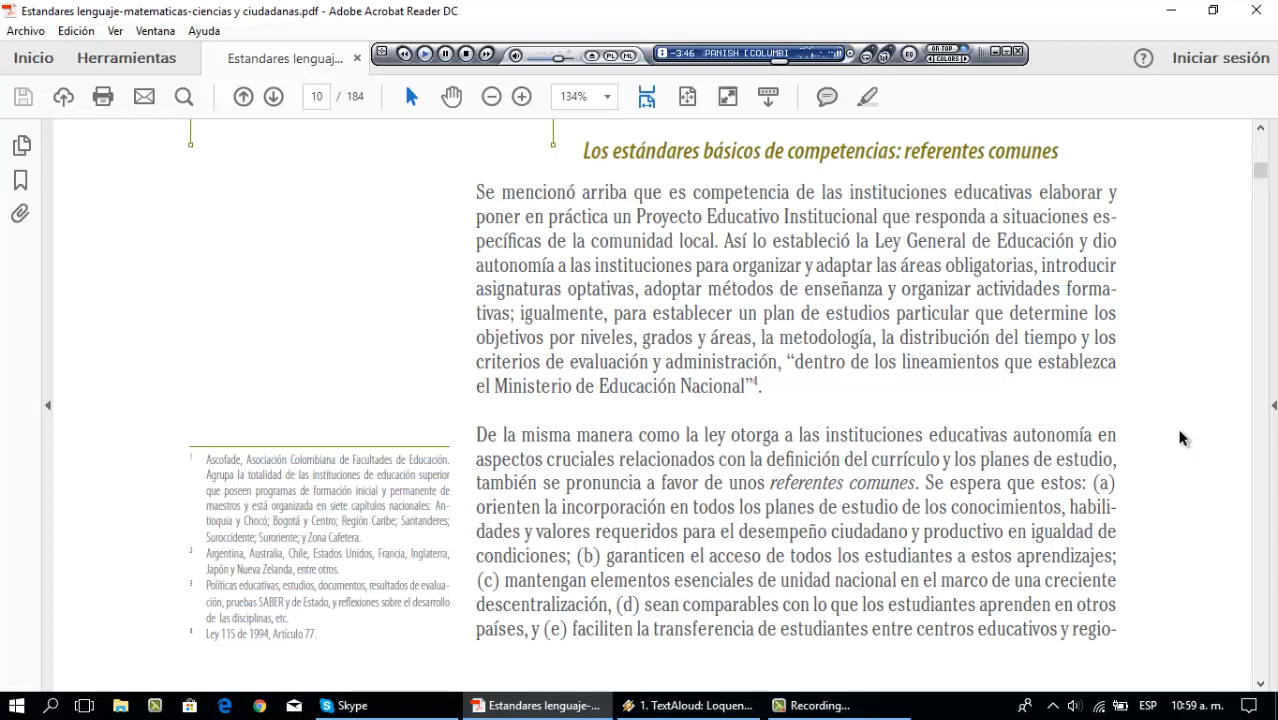 Estandares lenguaje-matematicas-ciencias y ciudadanas.pdf - Adobe Acrobat Reader DC
Archivo Edición Ver Ventana Ayuda
Inicio Herramientas Estandares lenguaj... × -3:46 PANISH [COLUMBI PL ML EQ ON TOP COLORS Iniciar sesión
10 / 184 134%
Los estándares básicos de competencias: referentes comunes
Se mencionó arriba que es competencia de las instituciones educativas elaborar y
poner en práctica un Proyecto Educativo Institucional que responda a situaciones es-
pecíficas de la comunidad local. Así lo estableció la Ley General de Educación y dio
autonomía a las instituciones para organizar y adaptar las áreas obligatorias, introducir
asignaturas optativas, adoptar métodos de enseñanza y organizar actividades forma-
tivas; igualmente, para establecer un plan de estudios particular que determine los
objetivos por niveles, grados y áreas, la metodología, la distribución del tiempo y los
criterios de evaluación y administración, “dentro de los lineamientos que establezca
el Ministerio de Educación Nacional”4.
De la misma manera como la ley otorga a las instituciones educativas autonomía en
aspectos cruciales relacionados con la definición del currículo y los planes de estudio,
también se pronuncia a favor de unos referentes comunes. Se espera que estos: (a)
orienten la incorporación en todos los planes de estudio de los conocimientos, habili-
dades y valores requeridos para el desempeño ciudadano y productivo en igualdad de
condiciones; (b) garanticen el acceso de todos los estudiantes a estos aprendizajes;
(c) mantengan elementos esenciales de unidad nacional en el marco de una creciente
descentralización, (d) sean comparables con lo que los estudiantes aprenden en otros
países, y (e) faciliten la transferencia de estudiantes entre centros educativos y regio-
1 Ascofade, Asociación Colombiana de Facultades de Educación.
Agrupa la totalidad de las instituciones de educación superior
que poseen programas de formación inicial y permanente de
maestros y está organizada en siete capítulos nacionales: An-
tioquia y Chocó; Bogotá y Centro; Región Caribe; Santanderes;
Suroccidente; Suroriente; y Zona Cafetera.
2 Argentina, Australia, Chile, Estados Unidos, Francia, Inglaterra,
Japón y Nueva Zelanda, entre otros.
3 Políticas educativas, estudios, documentos, resultados de evalua-
ción, pruebas SABER y de Estado, y reflexiones sobre el desarrollo
de las disciplinas, etc.
4 Ley 115 de 1994, Artículo 77.
Skype Estandares lenguaje-... 1. TextAloud: Loquen... Recording... ESP 10:59 a. m.